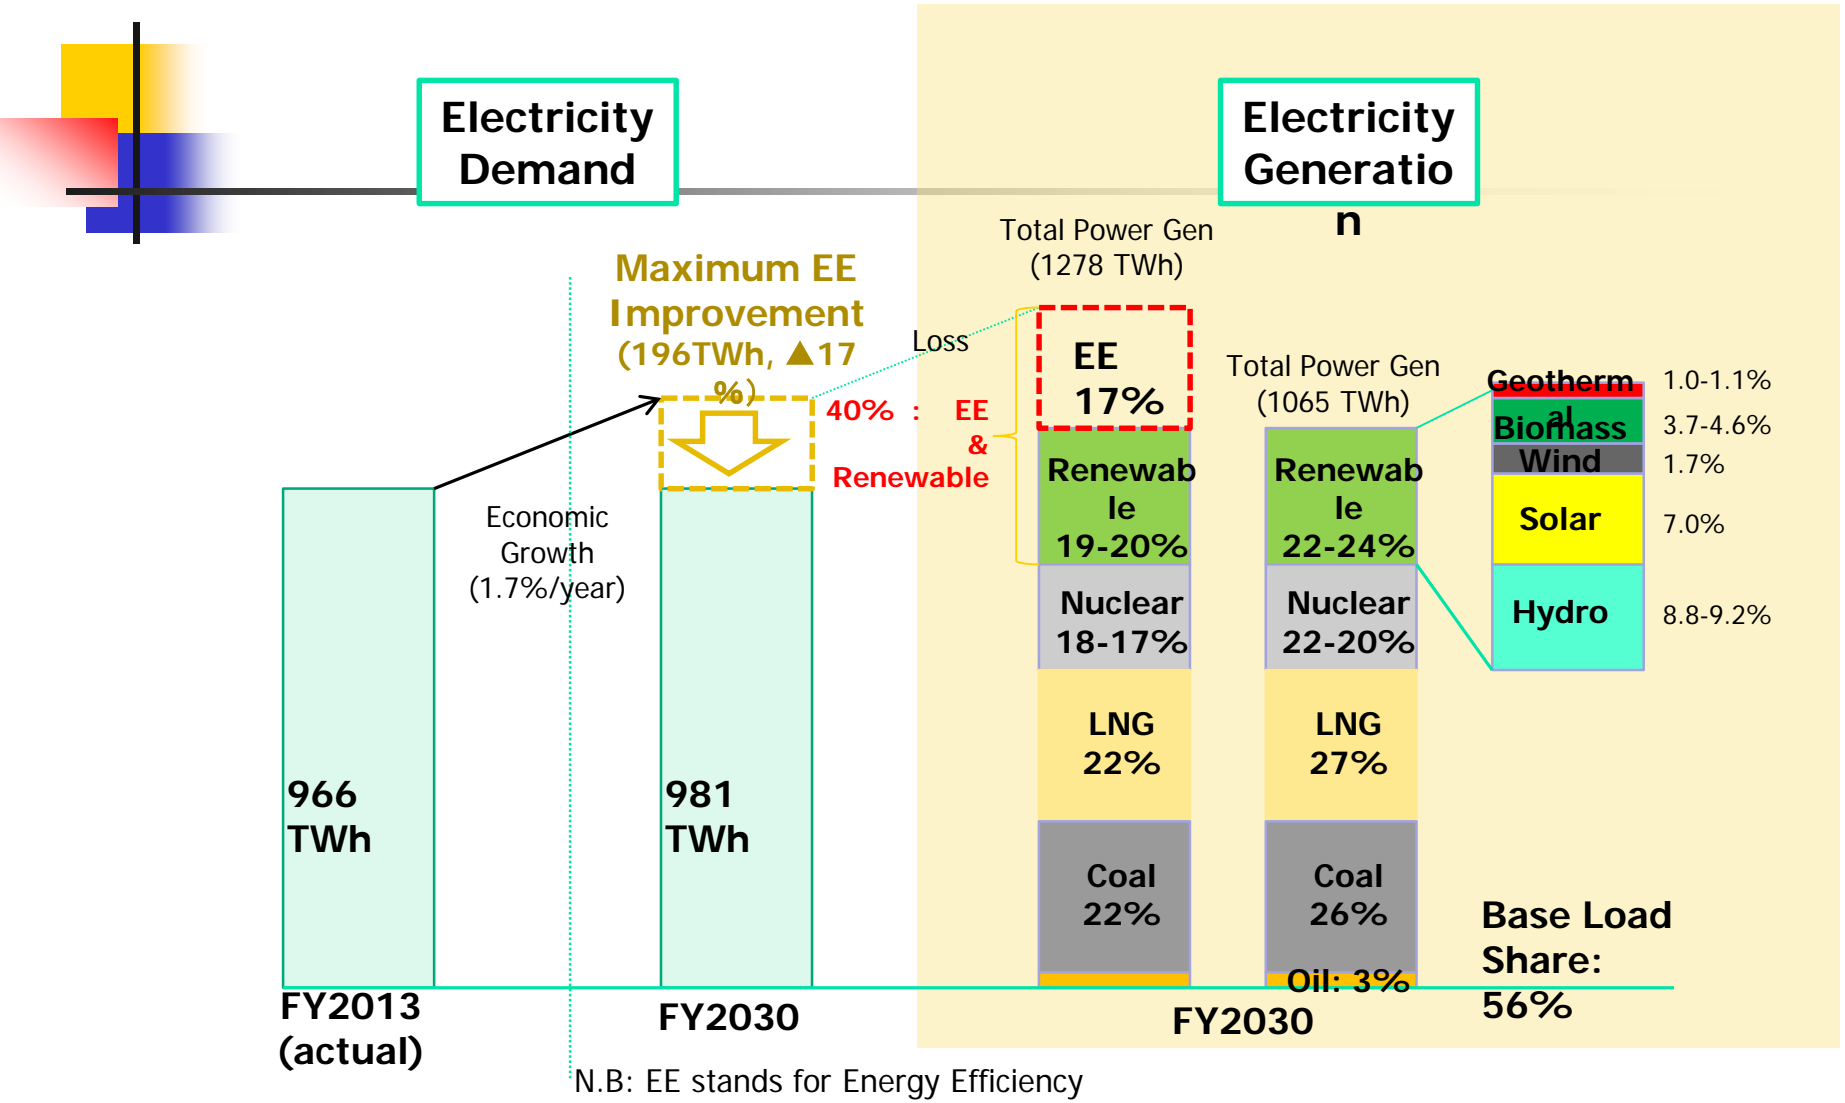 Electricity
Demand
Electricity
Generatio
n
Maximum EE
Improvement
(196TWh, ▲17
%)
Economic
Growth
(1.7%/year)
966
TWh
981
TWh
FY2013
(actual)
FY2030
Loss
40% : EE
&
Renewable
Total Power Gen
(1278 TWh)
EE
17%
Renewab
le
19-20%
Nuclear
18-17%
LNG
22%
Coal
22%
Total Power Gen
(1065 TWh)
Renewab
le
22-24%
Nuclear
22-20%
LNG
27%
Coal
26%
Oil: 3%
FY2030
Geotherm
al
1.0-1.1%
Biomass
3.7-4.6%
Wind
1.7%
Solar
7.0%
Hydro
8.8-9.2%
Base Load
Share:
56%
N.B: EE stands for Energy Efficiency